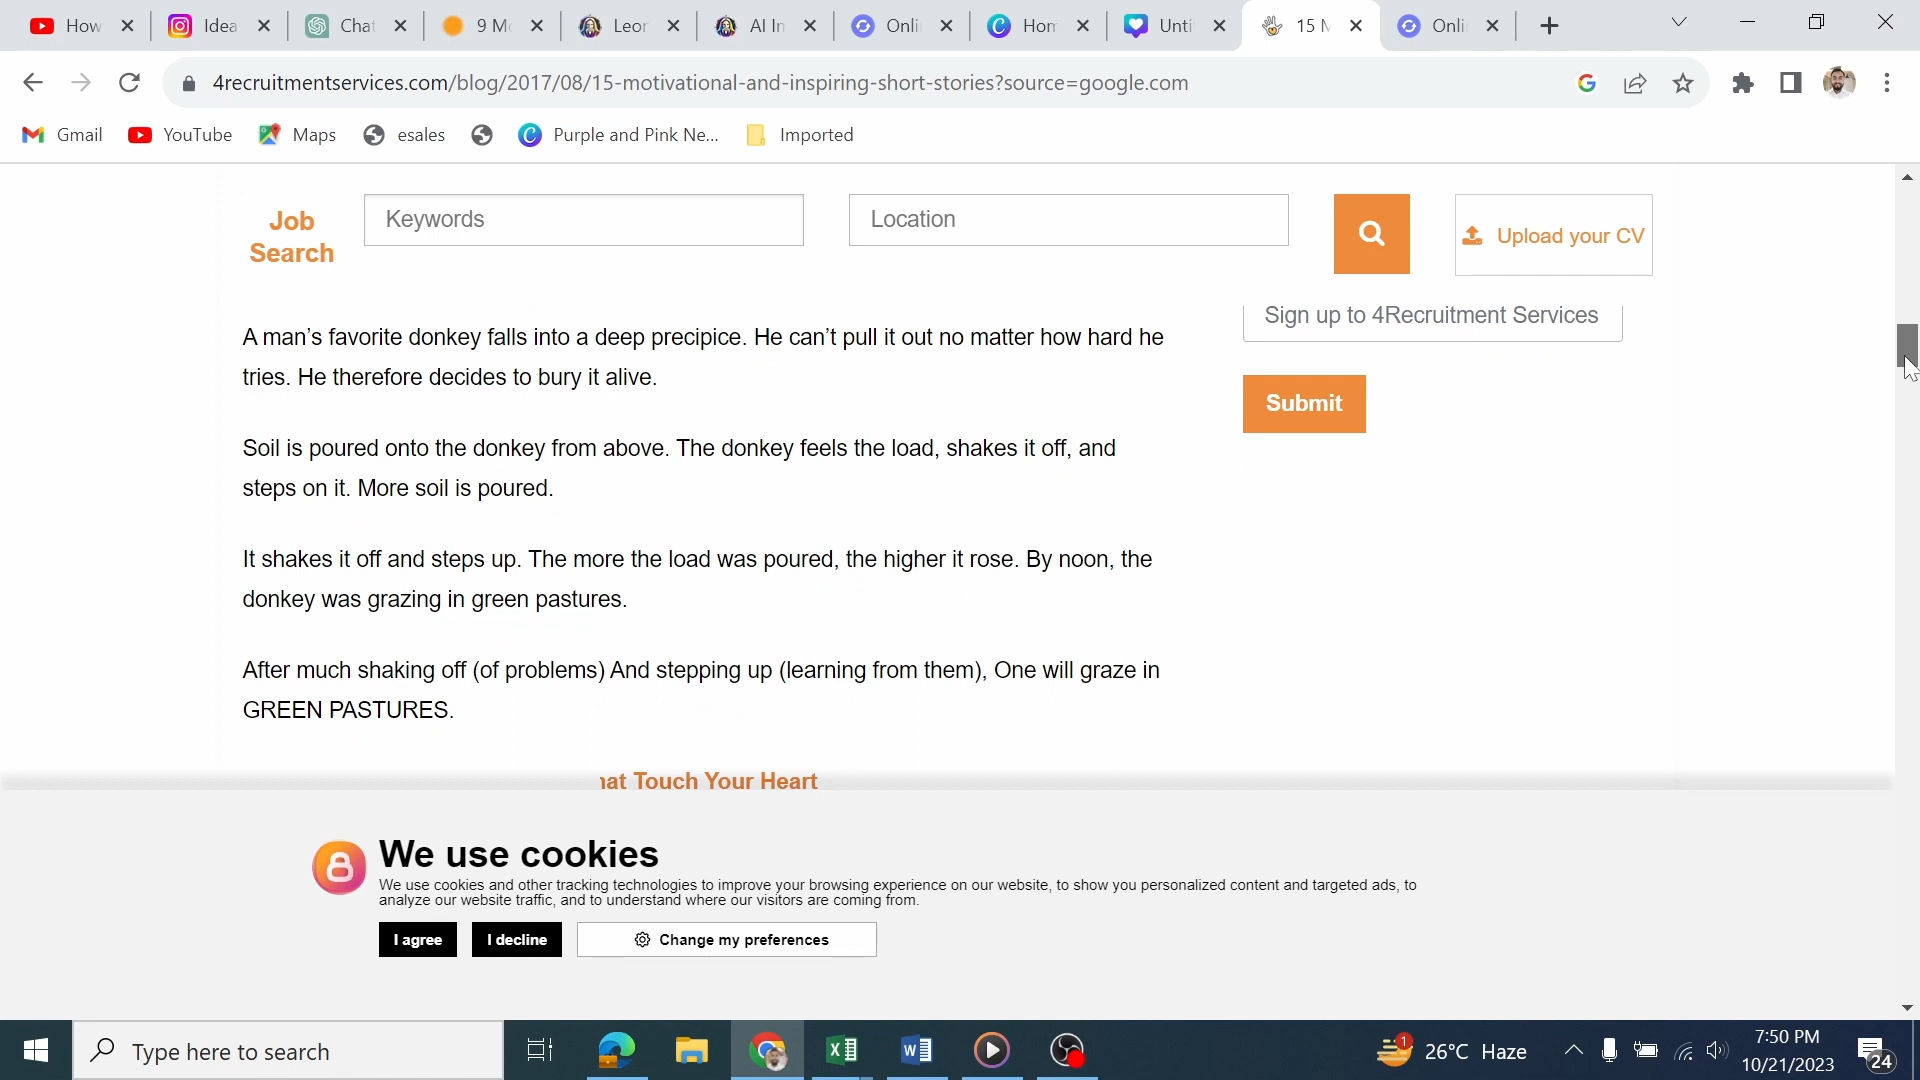 How
Idea
Chat
9 M
Leor
AI In
Onli
Hom
Unti
15 M
Onli
4recruitmentservices.com/blog/2017/08/15-motivational-and-inspiring-short-stories?source=google.com
Gmail
YouTube
Maps
esales
Purple and Pink Ne...
Imported
Job
Search
Keywords
Location
Upload your CV
A man's favorite donkey falls into a deep precipice. He can't pull it out no matter how hard he
tries. He therefore decides to bury it alive.
Soil is poured onto the donkey from above. The donkey feels the load, shakes it off, and
steps on it. More soil is poured.
It shakes it off and steps up. The more the load was poured, the higher it rose. By noon, the
donkey was grazing in green pastures.
After much shaking off (of problems) And stepping up (learning from them), One will graze in
GREEN PASTURES.
Sign up to 4Recruitment Services
Submit
hat Touch Your Heart
We use cookies
We use cookies and other tracking technologies to improve your browsing experience on our website, to show you personalized content and targeted ads, to
analyze our website traffic, and to understand where our visitors are coming from.
I agree
I decline
Change my preferences
Type here to search
1
26°C Haze
7:50 PM
10/21/2023
24